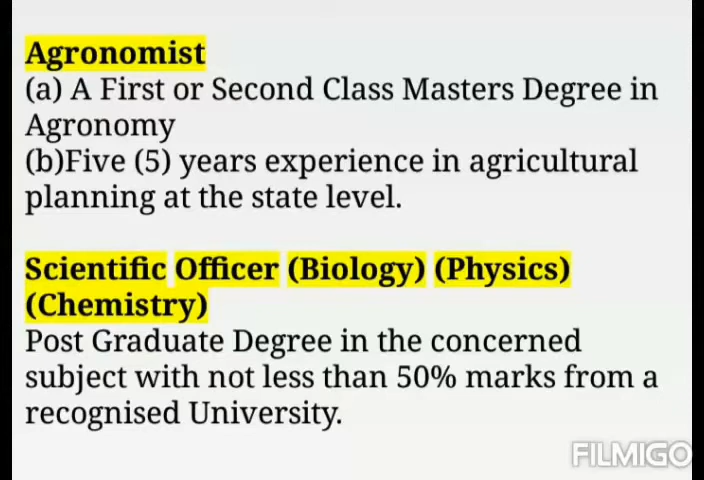 Agronomist
(a) A First or Second Class Masters Degree in
Agronomy
(b)Five (5) years experience in agricultural
planning at the state level.
Scientific Officer (Biology) (Physics)
(Chemistry)
Post Graduate Degree in the concerned
subject with not less than 50% marks from a
recognised University.
FILMIGO